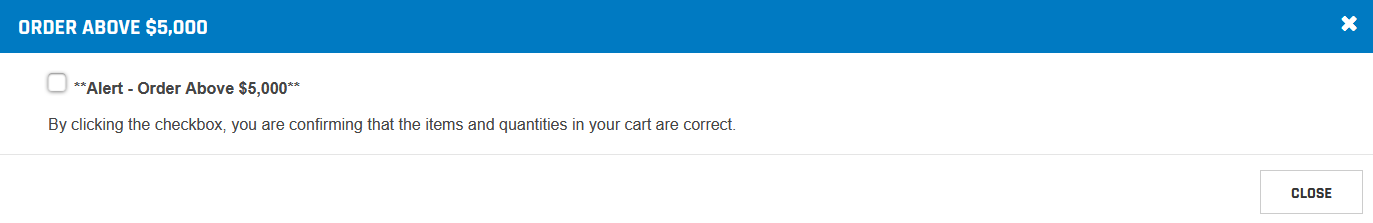 ORDER ABOVE $5,000
**Alert - Order Above $5,000**
By clicking the checkbox, you are confirming that the items and quantities in your cart are correct.
CLOSE